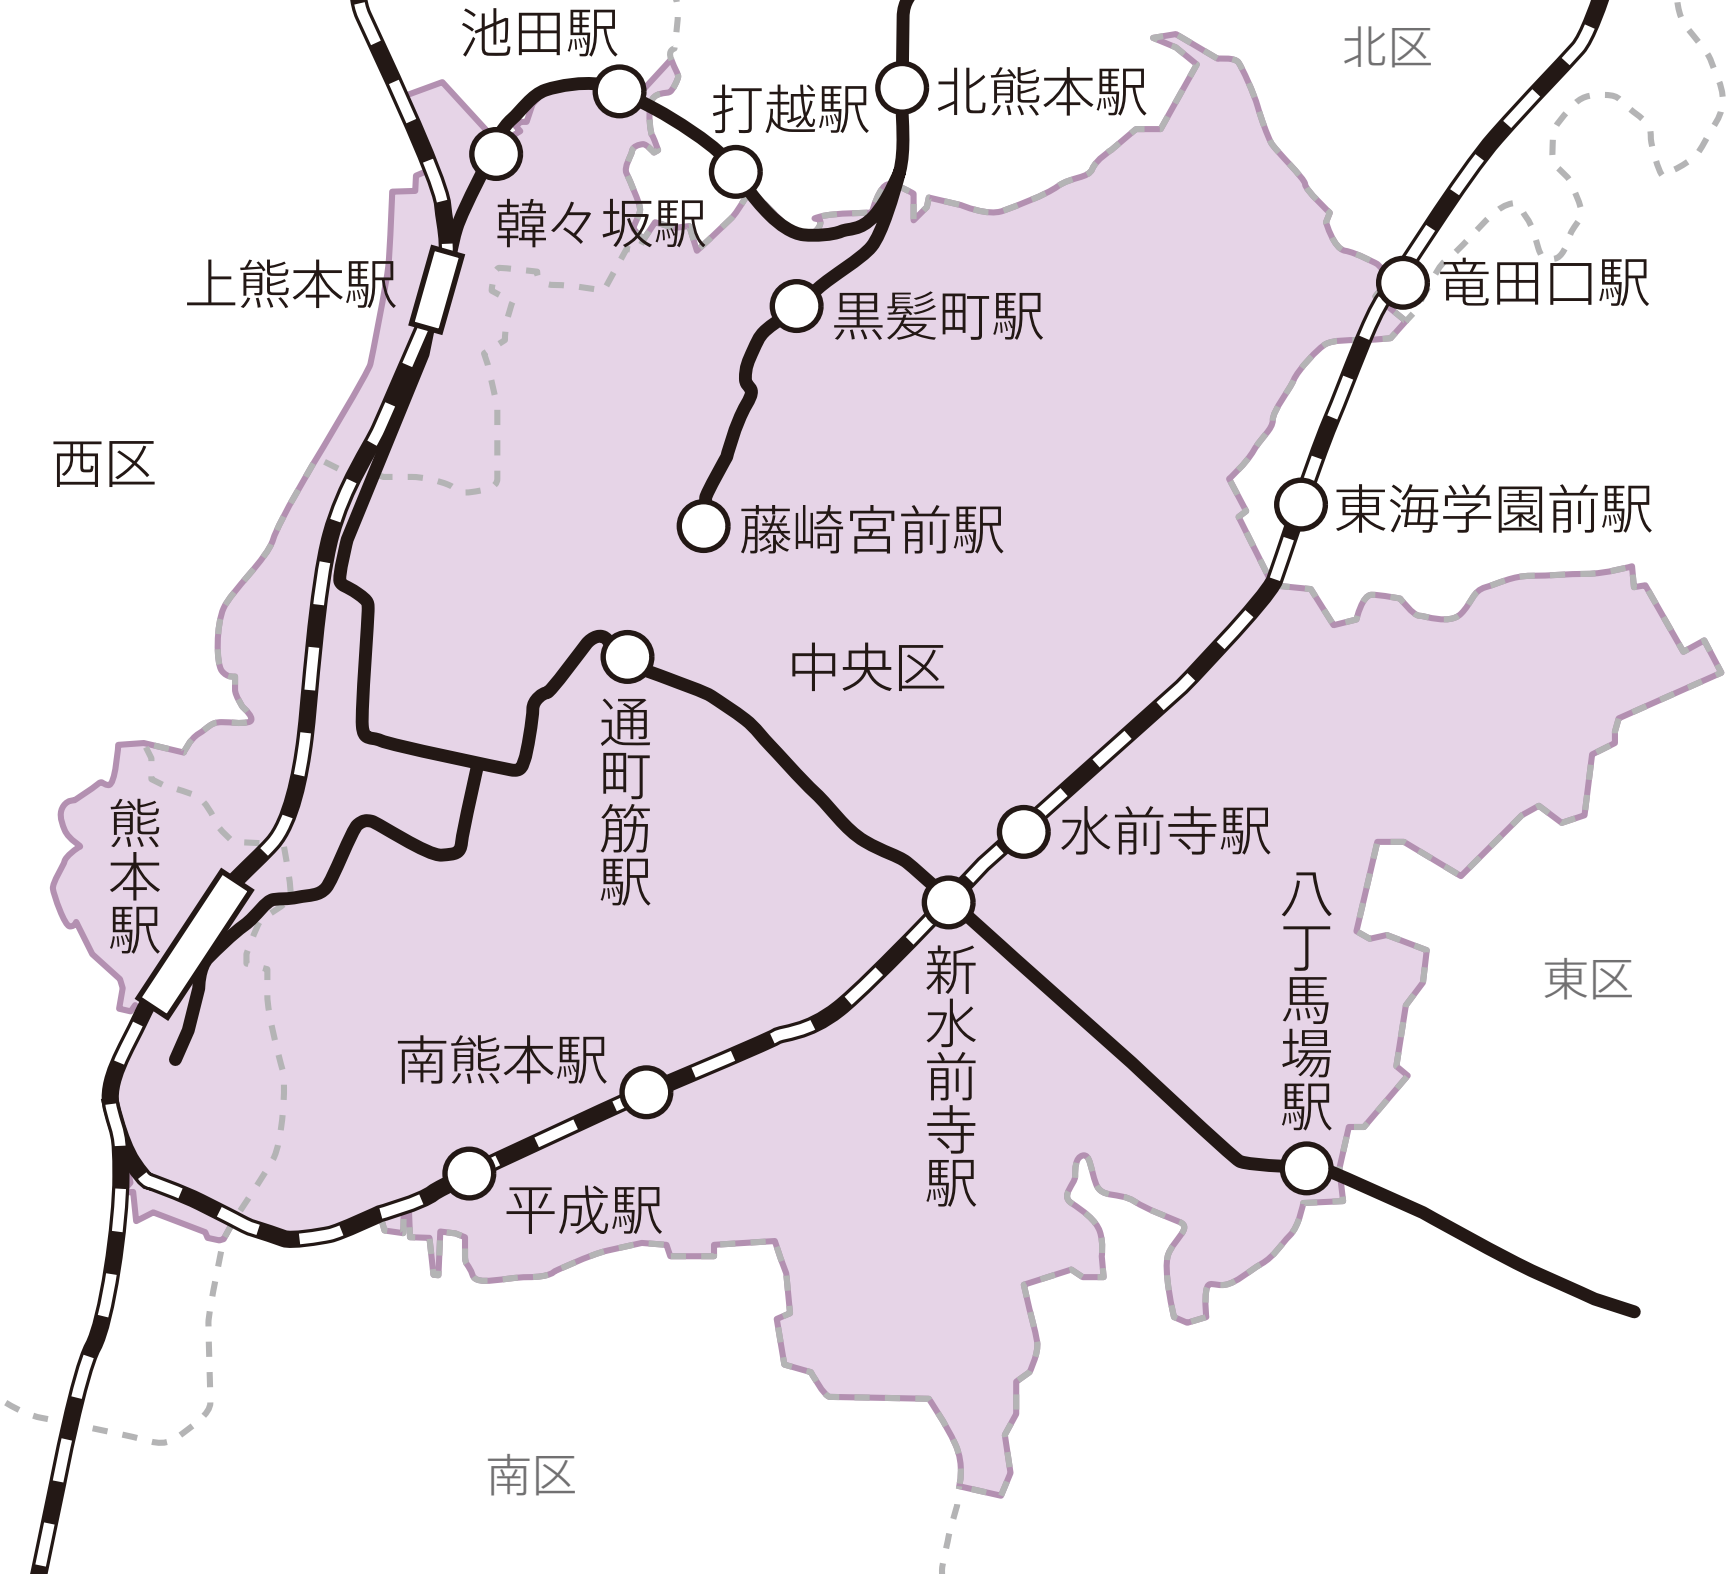 池田駅
北区
打越駅
北熊本駅
韓々坂駅
上熊本駅
竜田口駅
黒髪町駅
西区
藤崎宮前駅
東海学園前駅
中央区
通町筋駅
熊本駅
水前寺駅
八丁馬場駅
新水前寺駅
東区
南熊本駅
平成駅
南区